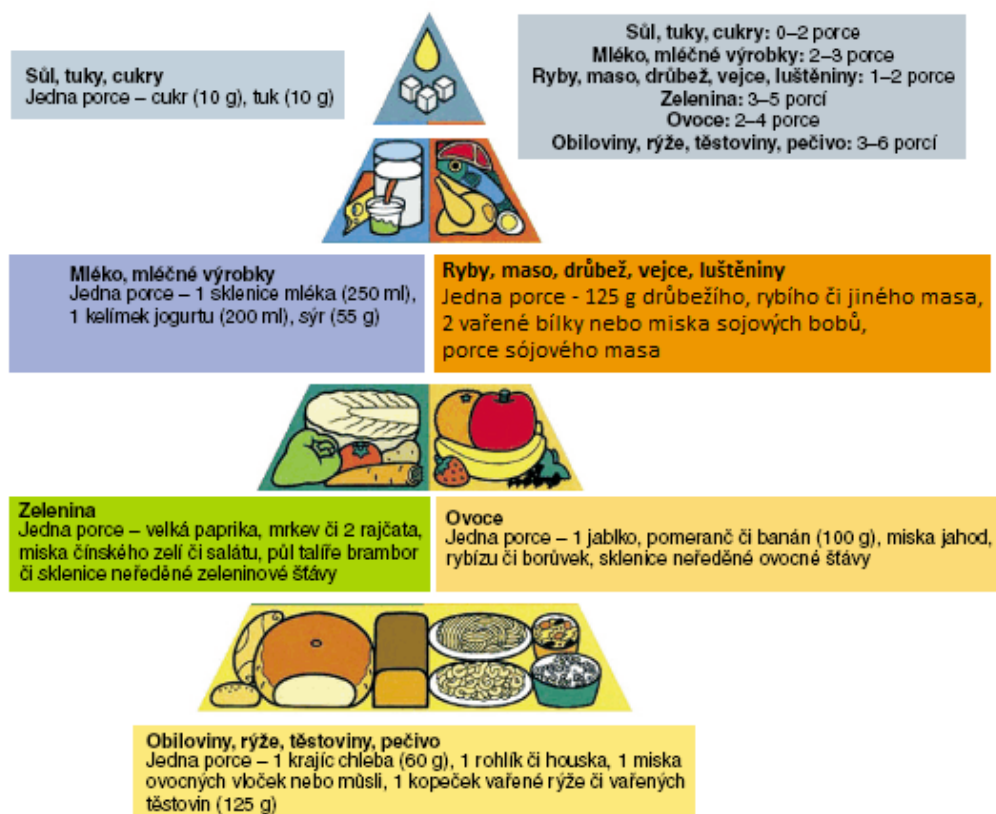 Sůl, tuky, cukry
Jedna porce – cukr (10 g), tuk (10 g)
Sůl, tuky, cukry: 0–2 porce
Mléko, mléčné výrobky: 2–3 porce
Ryby, maso, drůbež, vejce, luštěniny: 1–2 porce
Zelenina: 3–5 porcí
Ovoce: 2–4 porce
Obiloviny, rýže, těstoviny, pečivo: 3–6 porcí
Mléko, mléčné výrobky
Jedna porce – 1 sklenice mléka (250 ml),
1 kelímek jogurtu (200 ml), sýr (55 g)
Ryby, maso, drůbež, vejce, luštěniny
Jedna porce - 125 g drůbežího, rybího či jiného masa,
2 vařené bílky nebo miska sojových bobů,
porce sójového masa
Zelenina
Jedna porce – velká paprika, mrkev či 2 rajčata,
miska čínského zelí či salátu, půl talíře brambor
či sklenice neředěné zeleninové šťávy
Ovoce
Jedna porce – 1 jablko, pomeranč či banán (100 g), miska jahod,
rybízu či borůvek, sklenice neředěné ovocné šťávy
Obiloviny, rýže, těstoviny, pečivo
Jedna porce – 1 krajíc chleba (60 g), 1 rohlík či houska, 1 miska
ovocných vloček nebo müsli, 1 kopeček vařené rýže či vařených
těstovin (125 g)